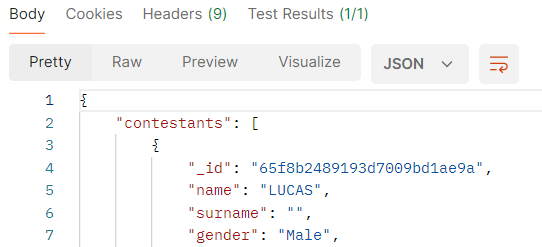 Body Cookies Headers (9) Test Results (1/1)
Pretty Raw Preview Visualize JSON
1 {
2 "contestants": [
3 {
4 "_id": "65f8b2489193d7009bd1ae9a",
5 "name": "LUCAS",
6 "surname": "",
7 "gender": "Male",